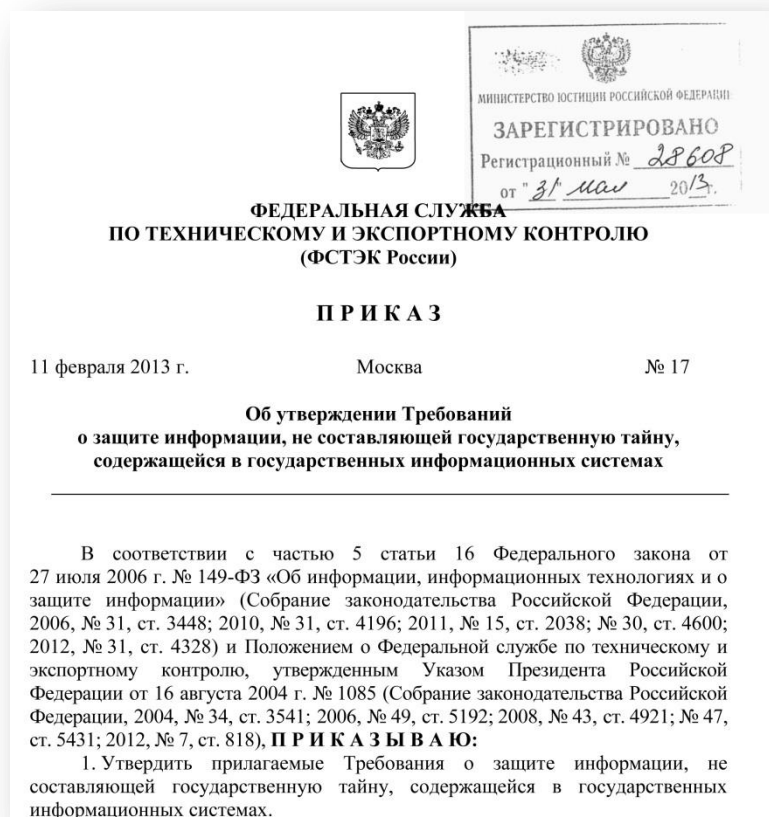 МИНИСТЕРСТВО ЮСТИЦИИ РОССИЙСКОЙ ФЕДЕРАЦИИ
ЗАРЕГИСТРИРОВАНО
Регистрационный № 28608
от "31" мая 2013г.
ФЕДЕРАЛЬНАЯ СЛУЖБА
ПО ТЕХНИЧЕСКОМУ И ЭКСПОРТНОМУ КОНТРОЛЮ
(ФСТЭК России)
П Р И К А З
11 февраля 2013 г. Москва № 17
Об утверждении Требований
о защите информации, не составляющей государственную тайну,
содержащейся в государственных информационных системах
В соответствии с частью 5 статьи 16 Федерального закона от
27 июля 2006 г. № 149-ФЗ «Об информации, информационных технологиях и о
защите информации» (Собрание законодательства Российской Федерации,
2006, № 31, ст. 3448; 2010, № 31, ст. 4196; 2011, № 15, ст. 2038; № 30, ст. 4600;
2012, № 31, ст. 4328) и Положением о Федеральной службе по техническому и
экспортному контролю, утвержденным Указом Президента Российской
Федерации от 16 августа 2004 г. № 1085 (Собрание законодательства Российской
Федерации, 2004, № 34, ст. 3541; 2006, № 49, ст. 5192; 2008, № 43, ст. 4921; № 47,
ст. 5431; 2012, № 7, ст. 818), П Р И К А З Ы В А Ю:
1. Утвердить прилагаемые Требования о защите информации, не
составляющей государственную тайну, содержащейся в государственных
информационных системах.